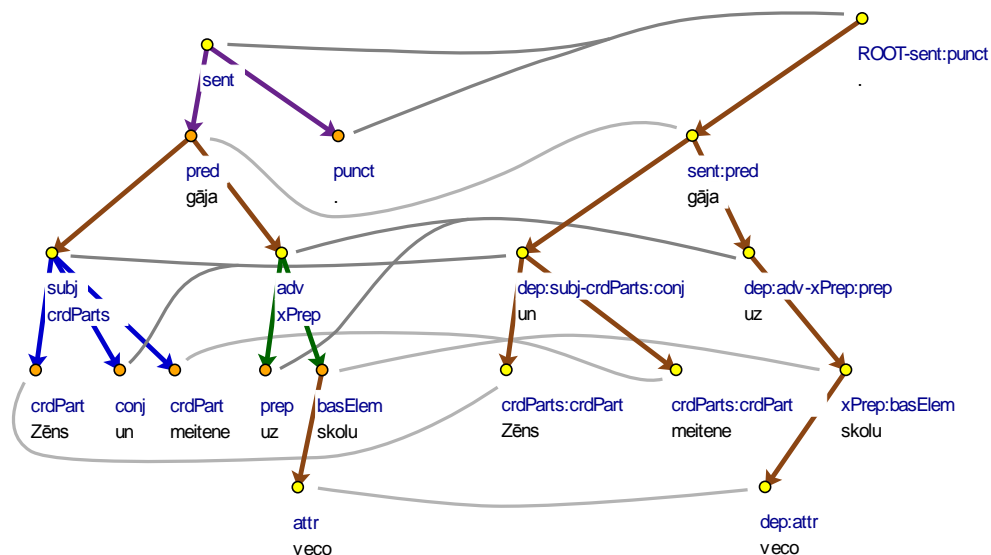 ROOT-sent:punct
.
sent
pred
gāja
punct
.
sent:pred
gāja
subj
crdParts
adv
xPrep
dep:subj-crdParts:conj
un
dep:adv-xPrep:prep
uz
crdPart
Zēns
conj
un
crdPart
meitene
prep
uz
basElem
skolu
crdParts:crdPart
Zēns
crdParts:crdPart
meitene
xPrep:basElem
skolu
attr
veco
dep:attr
veco